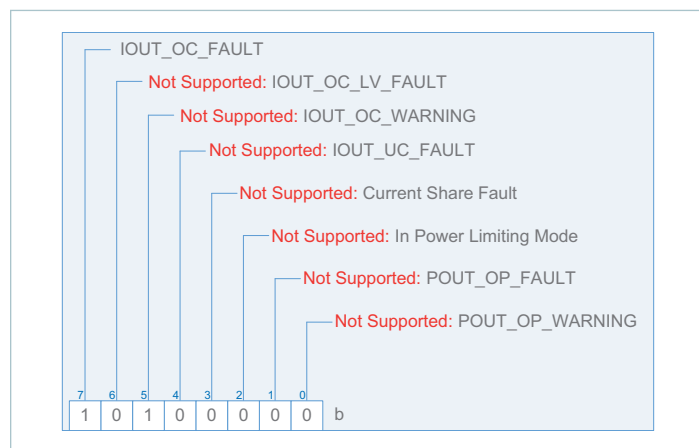 IOUT_OC_FAULT
Not Supported: IOUT_OC_LV_FAULT
Not Supported: IOUT_OC_WARNING
Not Supported: IOUT_UC_FAULT
Not Supported: Current Share Fault
Not Supported: In Power Limiting Mode
Not Supported: POUT_OP_FAULT
Not Supported: POUT_OP_WARNING
7 6 5 4 3 2 1 0
1 0 1 0 0 0 0 0 b